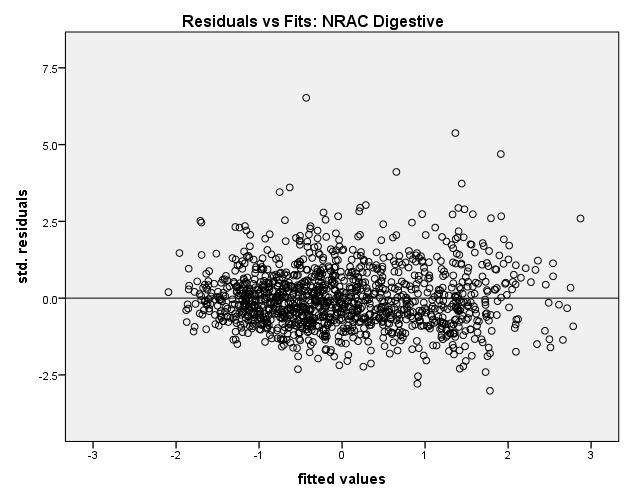 Residuals vs Fits: NRAC Digestive
7.5
5.0
2.5
0.0
-2.5
std. residuals
-3 -2 -1 0 1 2 3
fitted values